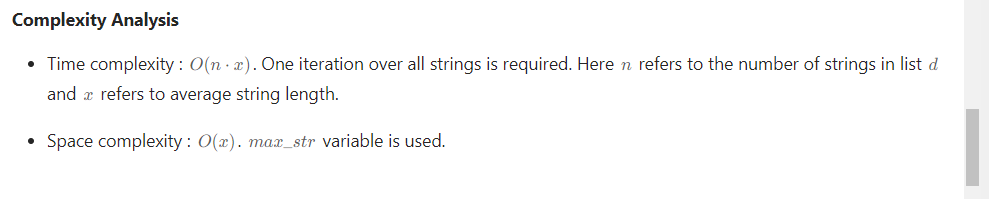 Complexity Analysis
• Time complexity : O(n · x). One iteration over all strings is required. Here n refers to the number of strings in list d
and x refers to average string length.
• Space complexity : O(x). max_str variable is used.